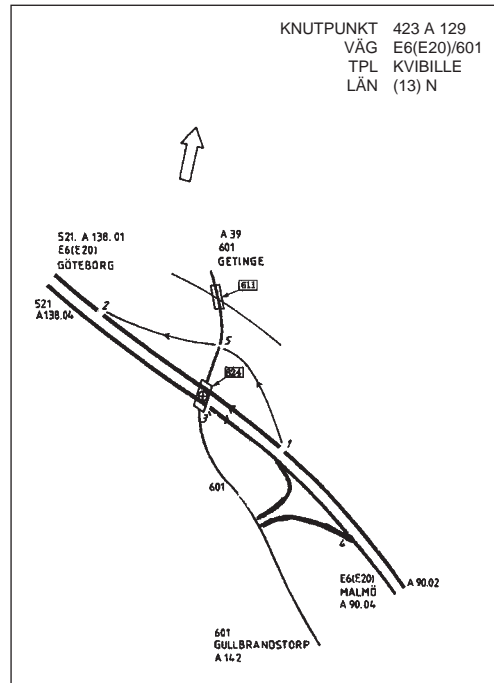 KNUTPUNKT 423 A 129
VÄG E6(E20)/601
TPL KVIBILLE
LÄN (13) N
521. A 138.01
E6(E20)
GÖTEBORG
A 39
601
GETINGE
521
A138.04
2
5
3
1
601
4
E6(E20)
MALMÖ
A 90.04
A 90.02
601
GULLBRANDSTORP
A 142